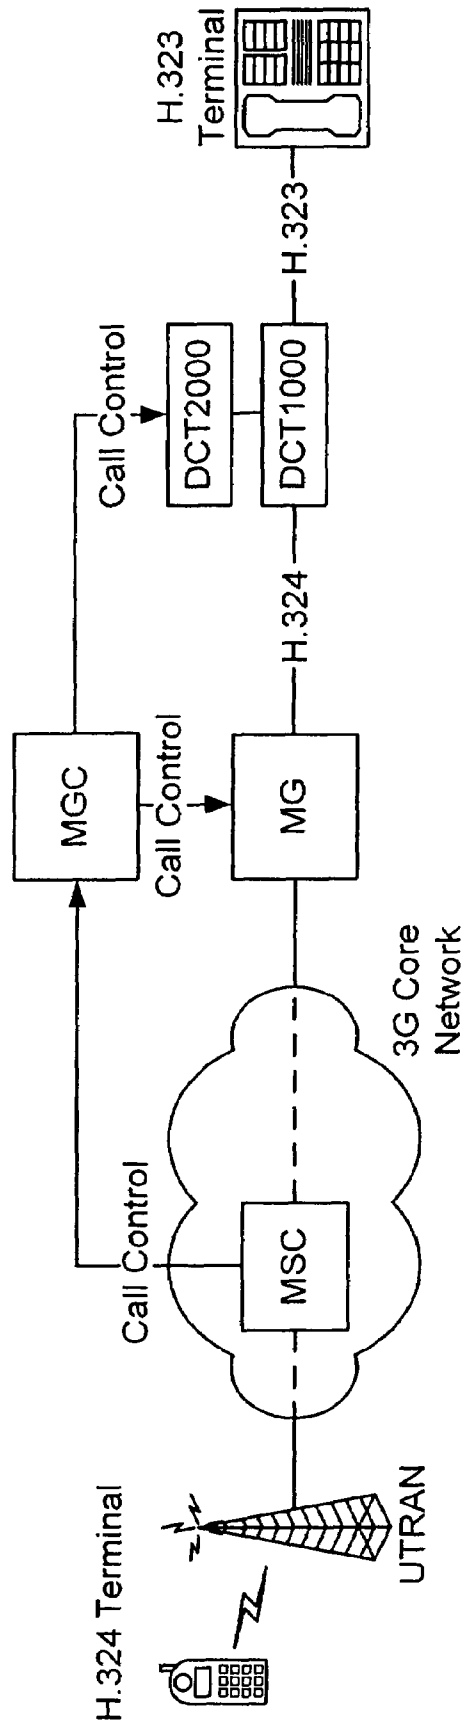 H.324 Terminal
UTRAN
Call Control
MSC
3G Core
Network
MGC
Call Control
MG
H.324
Call Control
DCT2000
DCT1000
H.323
H.323
Terminal